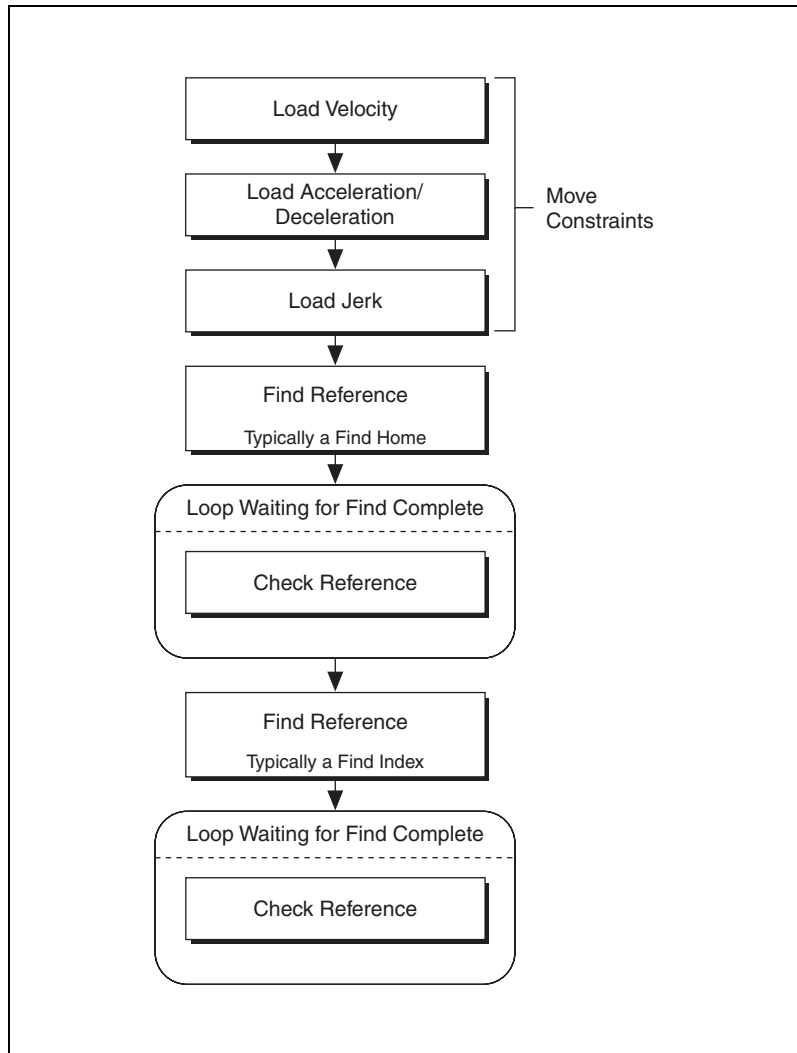 Load Velocity
Load Acceleration/
Deceleration
Move
Constraints
Load Jerk
Find Reference
Typically a Find Home
Loop Waiting for Find Complete
Check Reference
Find Reference
Typically a Find Index
Loop Waiting for Find Complete
Check Reference